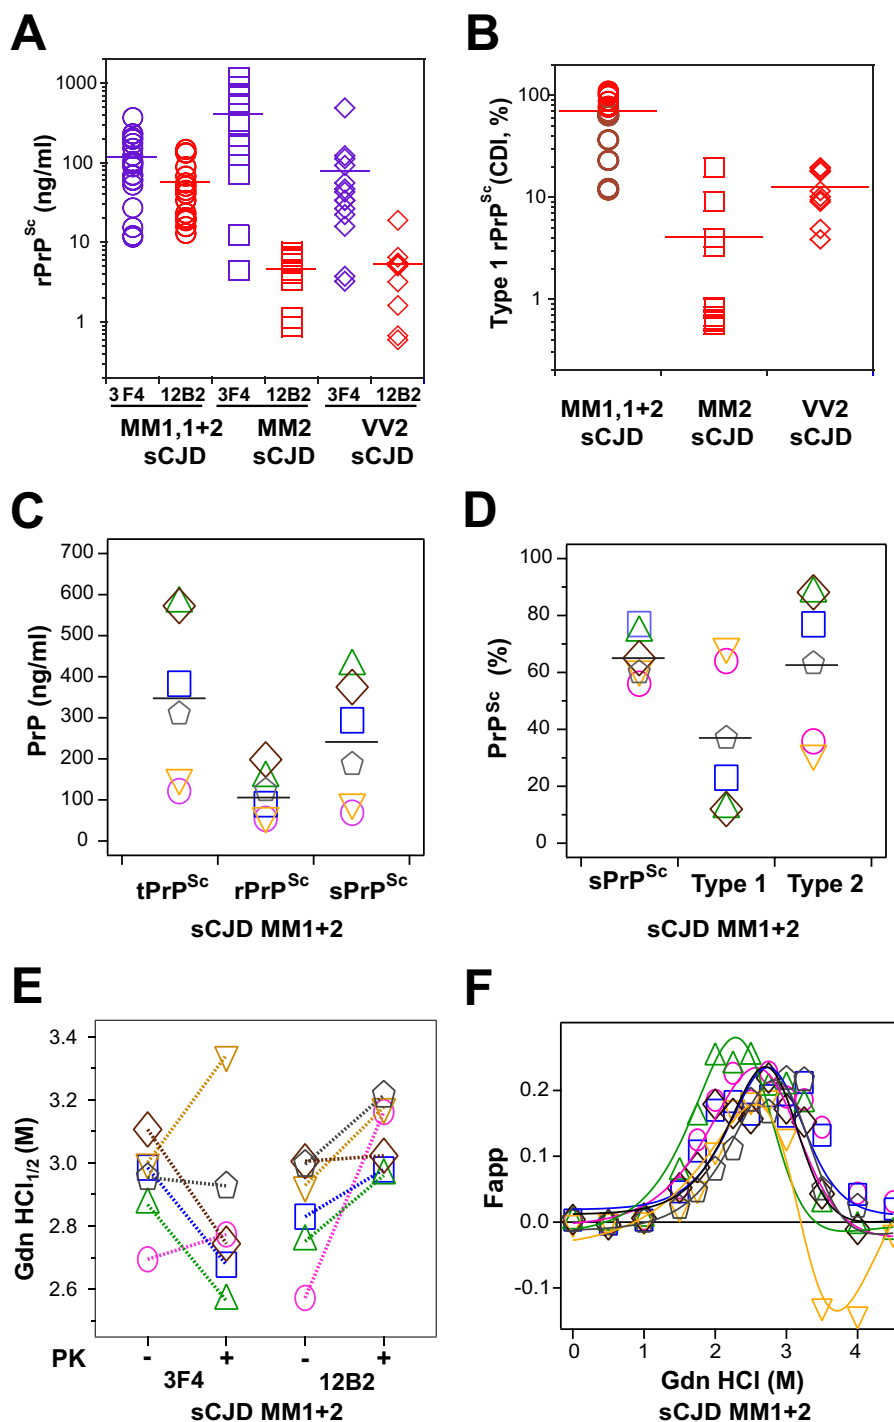 A
rPrP^Sc (ng/ml)
1000
100
10
1
3F4 12B2 3F4 12B2 3F4 12B2
MM1,1+2 MM2 VV2
sCJD sCJD sCJD
B
Type 1 rPrP^Sc (CDI, %)
100
10
1
MM1,1+2 MM2 VV2
sCJD sCJD sCJD
C
PrP (ng/ml)
700
600
500
400
300
200
100
0
tPrP^Sc rPrP^Sc sPrP^Sc
sCJD MM1+2
D
PrP^Sc (%)
100
80
60
40
20
0
sPrP^Sc Type 1 Type 2
sCJD MM1+2
E
Gdn HCl1/2 (M)
3.4
3.2
3.0
2.8
2.6
PK - + - +
3F4 12B2
sCJD MM1+2
F
Fapp
0.2
0.1
0.0
-0.1
0 1 2 3 4
Gdn HCl (M)
sCJD MM1+2